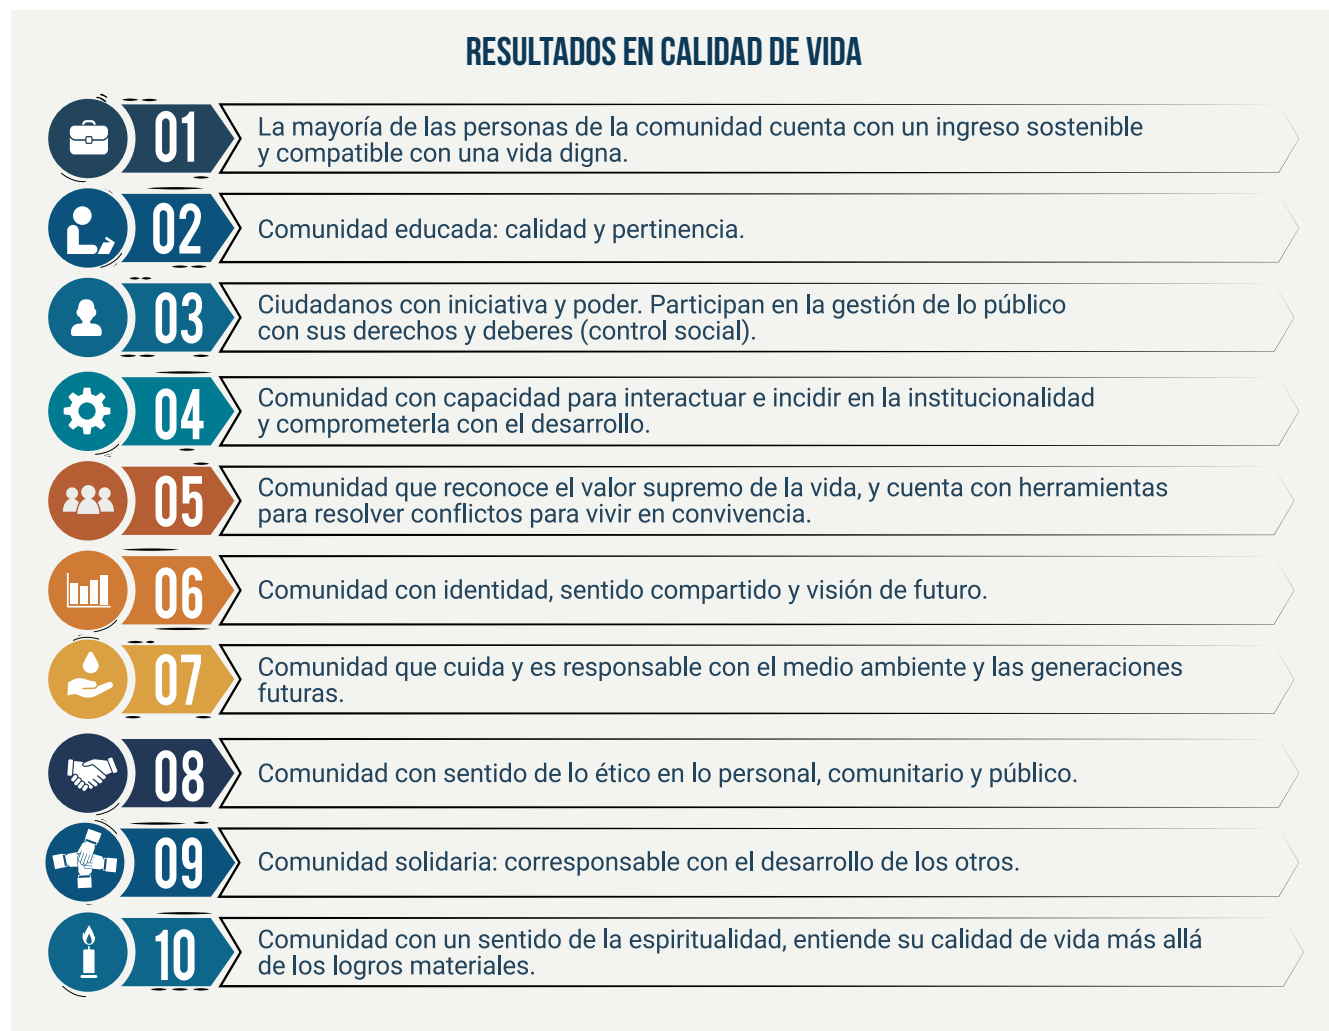 RESULTADOS EN CALIDAD DE VIDA
01
La mayoría de las personas de la comunidad cuenta con un ingreso sostenible
y compatible con una vida digna.
02
Comunidad educada: calidad y pertinencia.
03
Ciudadanos con iniciativa y poder. Participan en la gestión de lo público
con sus derechos y deberes (control social).
04
Comunidad con capacidad para interactuar e incidir en la institucionalidad
y comprometerla con el desarrollo.
05
Comunidad que reconoce el valor supremo de la vida, y cuenta con herramientas
para resolver conflictos para vivir en convivencia.
06
Comunidad con identidad, sentido compartido y visión de futuro.
07
Comunidad que cuida y es responsable con el medio ambiente y las generaciones
futuras.
08
Comunidad con sentido de lo ético en lo personal, comunitario y público.
09
Comunidad solidaria: corresponsable con el desarrollo de los otros.
10
Comunidad con un sentido de la espiritualidad, entiende su calidad de vida más allá
de los logros materiales.